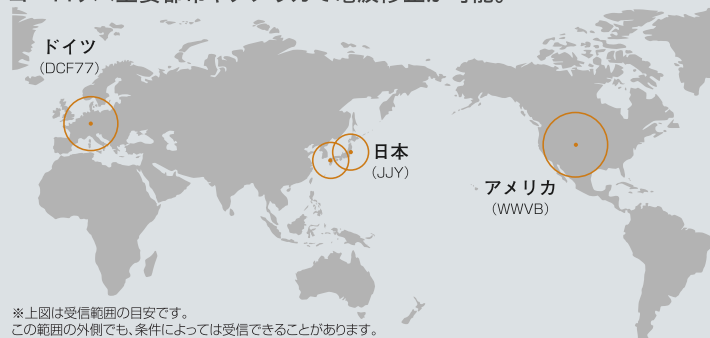 ドイツ
(DCF77)
日本
(JJY)
アメリカ
(WWVB)
※上図は受信範囲の目安です。
この範囲の外側でも、条件によっては受信できることがあります。